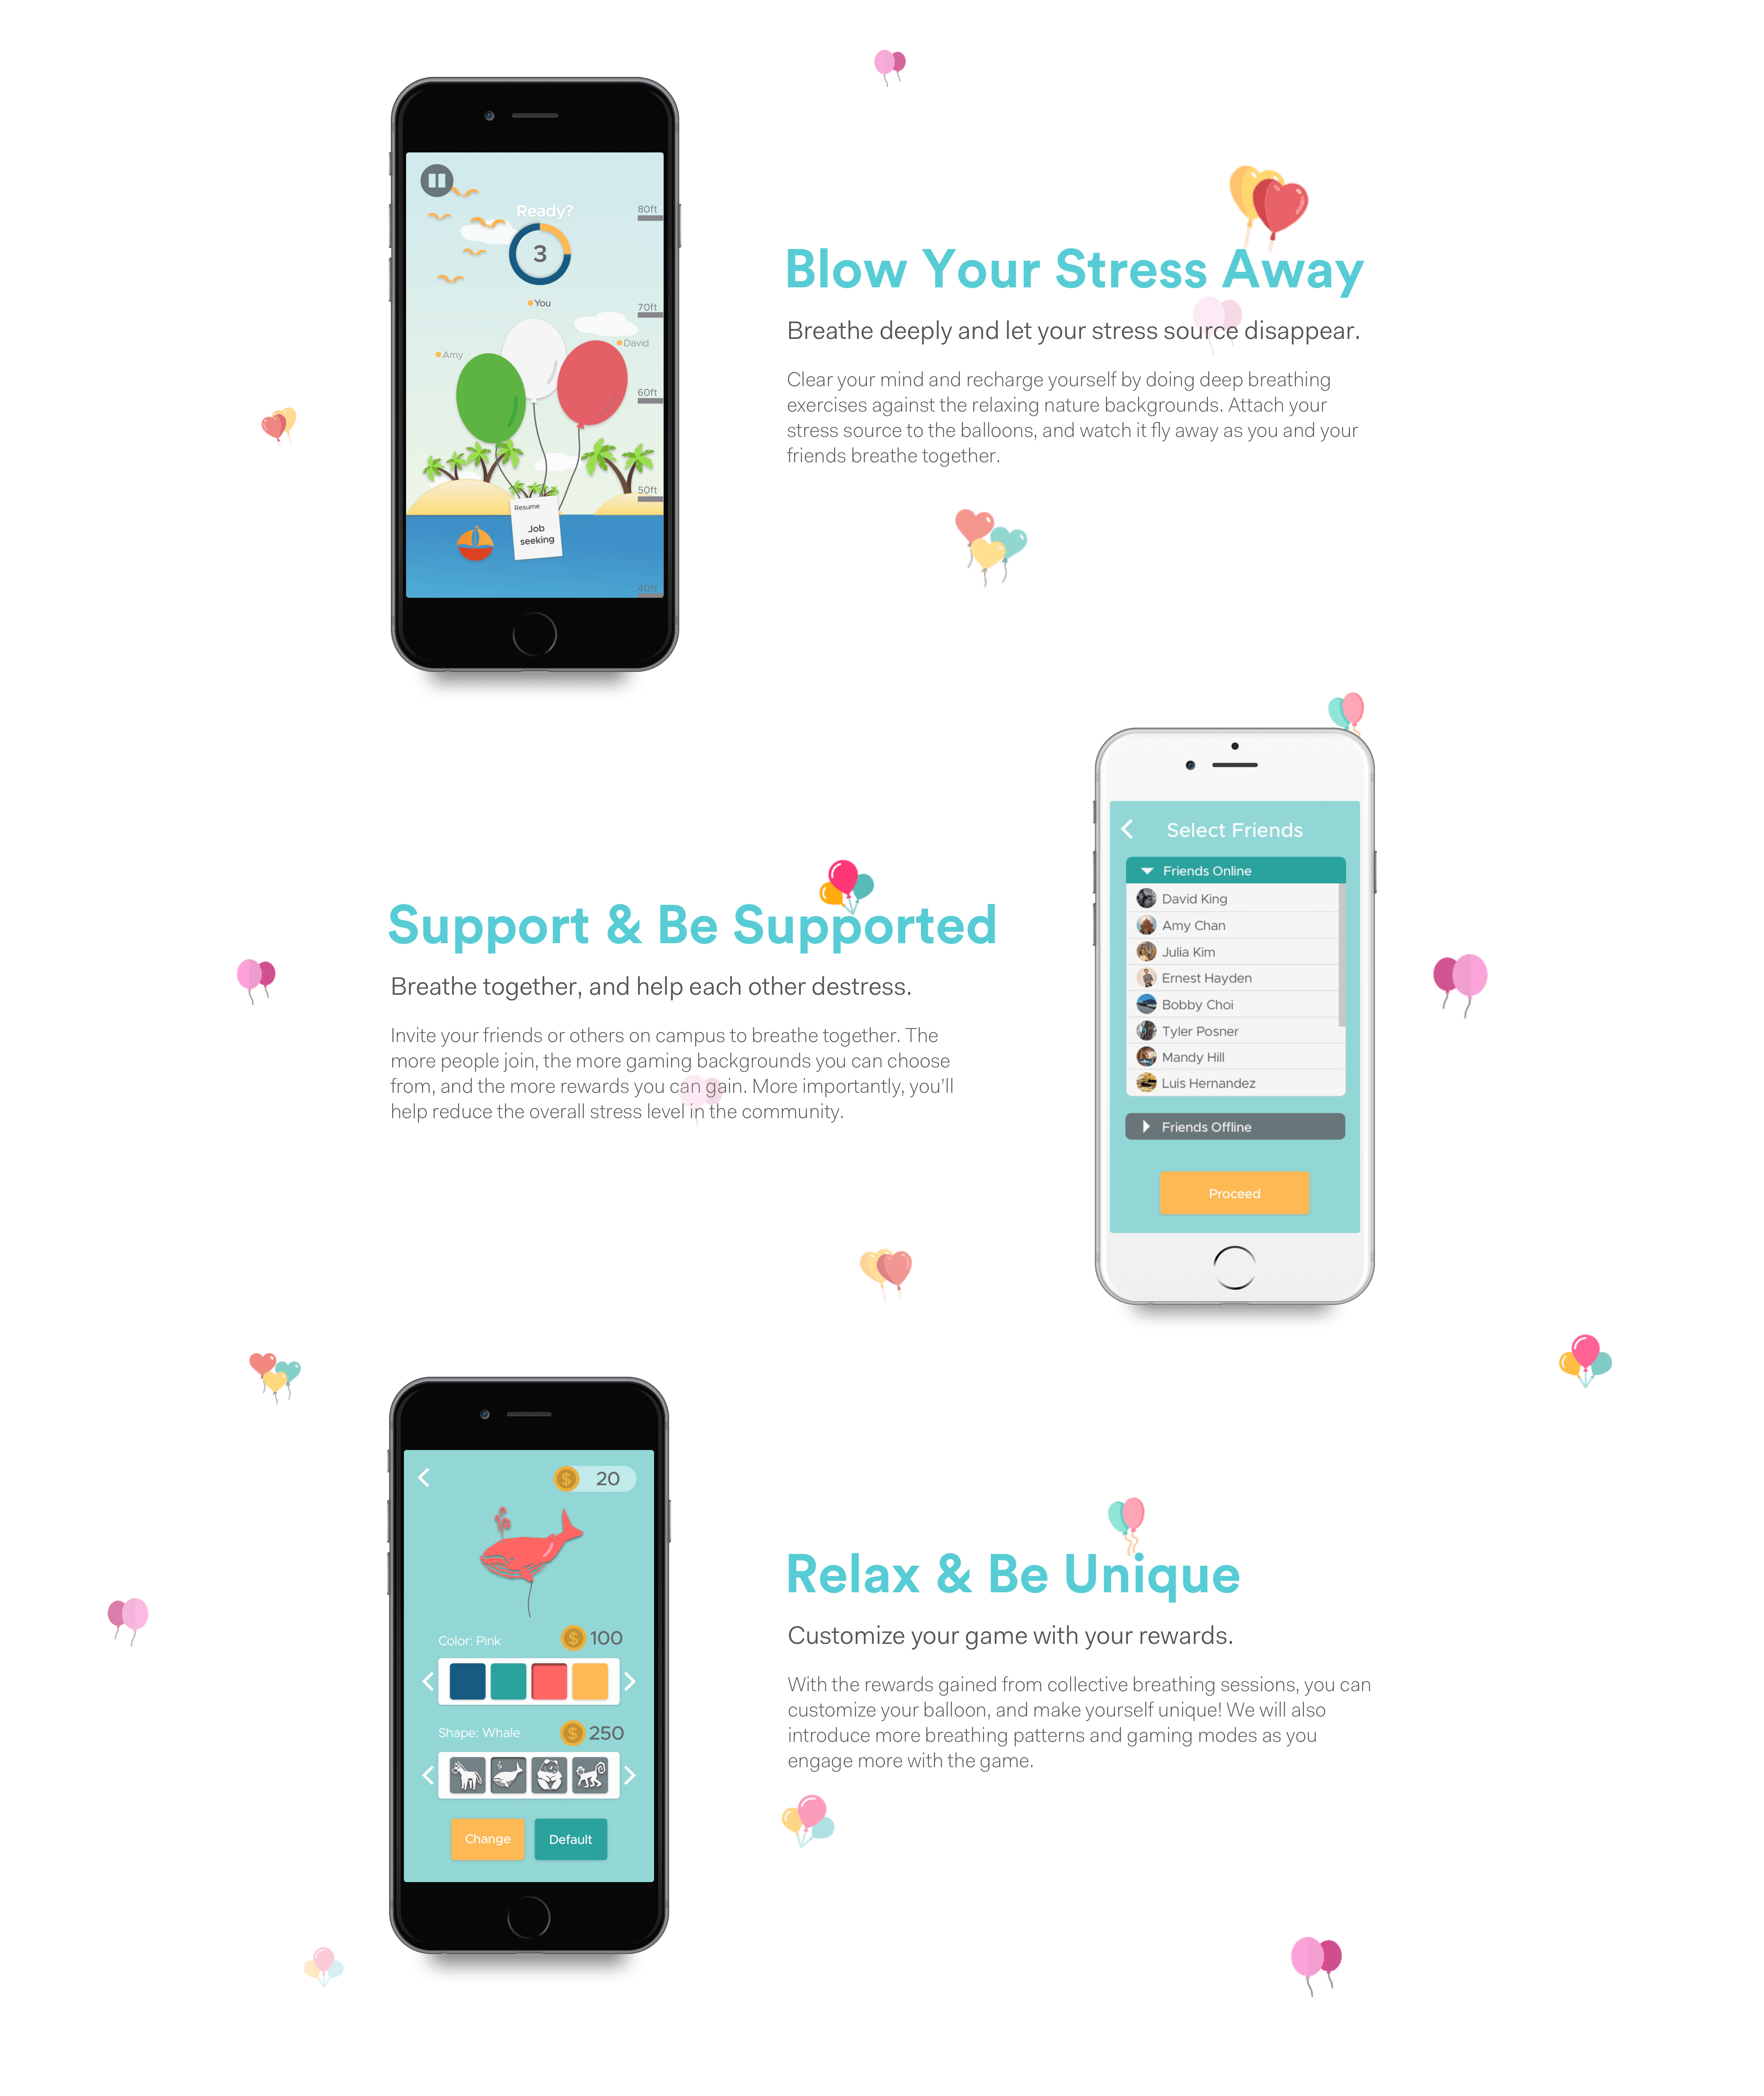 Ready?
80ft
3
You
70ft
David
Amy
60ft
50ft
Resume
Job
seeking
40ft
Blow Your Stress Away
Breathe deeply and let your stress source disappear.
Clear your mind and recharge yourself by doing deep breathing
exercises against the relaxing nature backgrounds. Attach your
stress source to the balloons, and watch it fly away as you and your
friends breathe together.
Support & Be Supported
Breathe together, and help each other destress.
Invite your friends or others on campus to breathe together. The
more people join, the more gaming backgrounds you can choose
from, and the more rewards you can gain. More importantly, you'll
help reduce the overall stress level in the community.
Select Friends
Friends Online
David King
Amy Chan
Julia Kim
Ernest Hayden
Bobby Choi
Tyler Posner
Mandy Hill
Luis Hernandez
Friends Offline
Proceed
$ 20
Color: Pink $ 100
Shape: Whale $ 250
Change Default
Relax & Be Unique
Customize your game with your rewards.
With the rewards gained from collective breathing sessions, you can
customize your balloon, and make yourself unique! We will also
introduce more breathing patterns and gaming modes as you
engage more with the game.